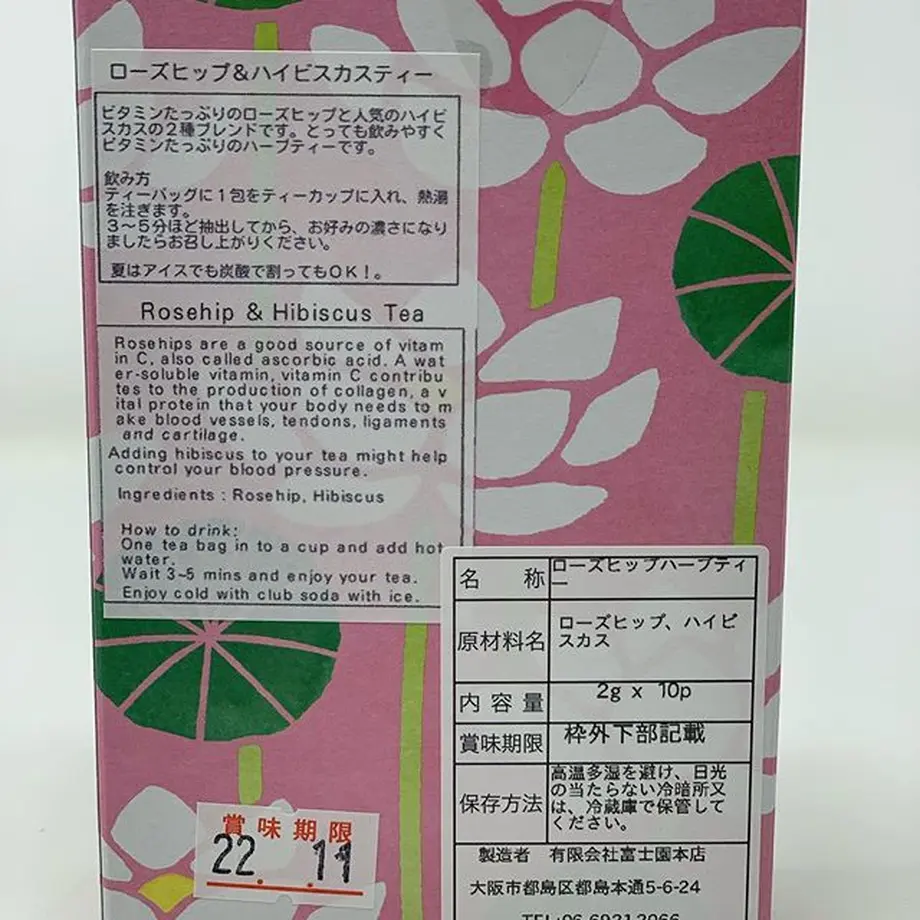 ローズヒップ&ハイビスカスティー
ビタミンたっぷりのローズヒップと人気のハイビ
スカスの２種ブレンドです。とっても飲みやすく
ビタミンたっぷりのハーブティーです。
飲み方
ティーバッグに１包をティーカップに入れ、熱湯
を注ぎます。
３～５分ほど抽出してから、お好みの濃さになり
ましたらお召し上がりください。
夏はアイスでも炭酸で割ってもＯＫ！。
Rosehip & Hibiscus Tea
Rosehips are a good source of vitam
in C, also called ascorbic acid. A wat
er-soluble vitamin, vitamin C contribu
tes to the production of collagen, a v
ital protein that your body needs to m
ake blood vessels, tendons, ligaments
and cartilage.
Adding hibiscus to your tea might help
control your blood pressure.
Ingredients : Rosehip, Hibiscus
How to drink:
One tea bag in to a cup and add hot
water.
Wait 3~5 mins and enjoy your tea.
Enjoy cold with club soda with ice.
名 称 ローズヒップハーブティ
ー
原材料名 ローズヒップ、ハイビ
スカス
内容量 2g x 10p
賞味期限 枠外下部記載
保存方法 高温多湿を避け、日光
の当たらない冷暗所又
は、冷蔵庫で保管して
ください。
製造者 有限会社富士園本店
大阪市都島区都島本通5-6-24
TEL:06-69213066
賞味期限
22. 11